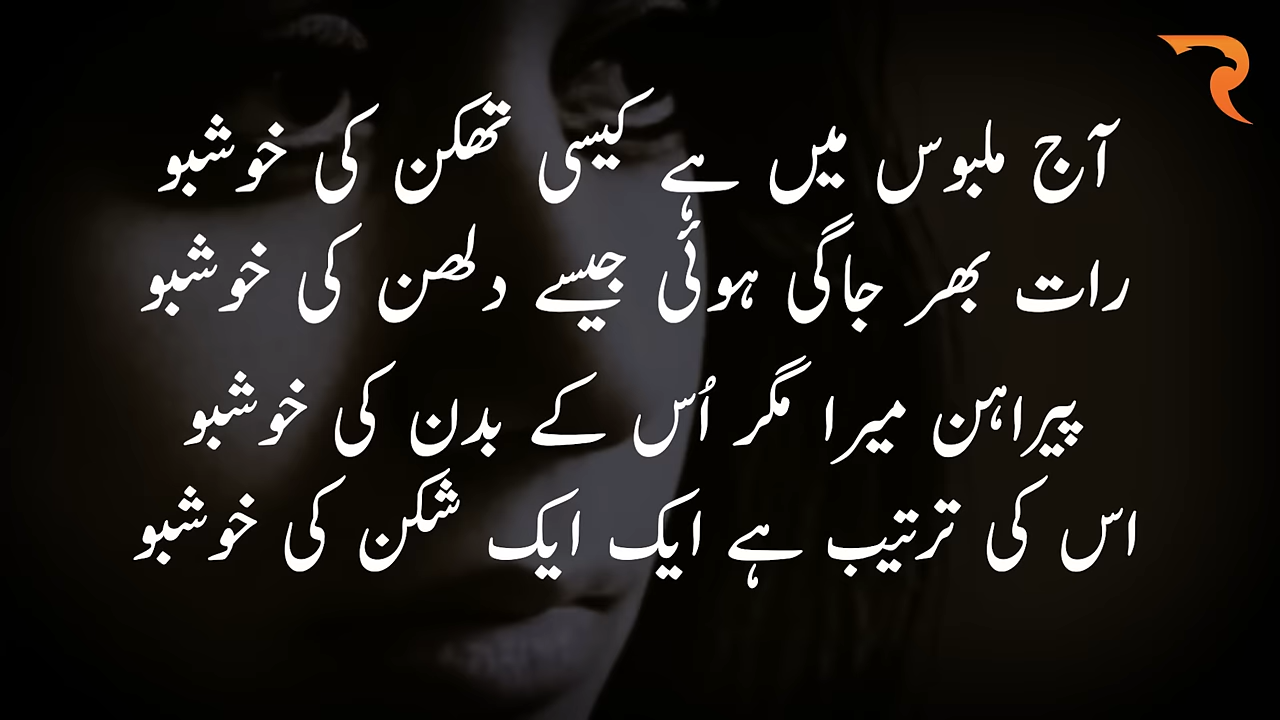 آج ملبوس میں ہے کیسی تھکن کی خوشبو
رات بھر جاگی ہوئی جیسے دلھن کی خوشبو
پیراہن میرا مگر اُس کے بدن کی خوشبو
اس کی ترتیب ہے ایک ایک شکن کی خوشبو